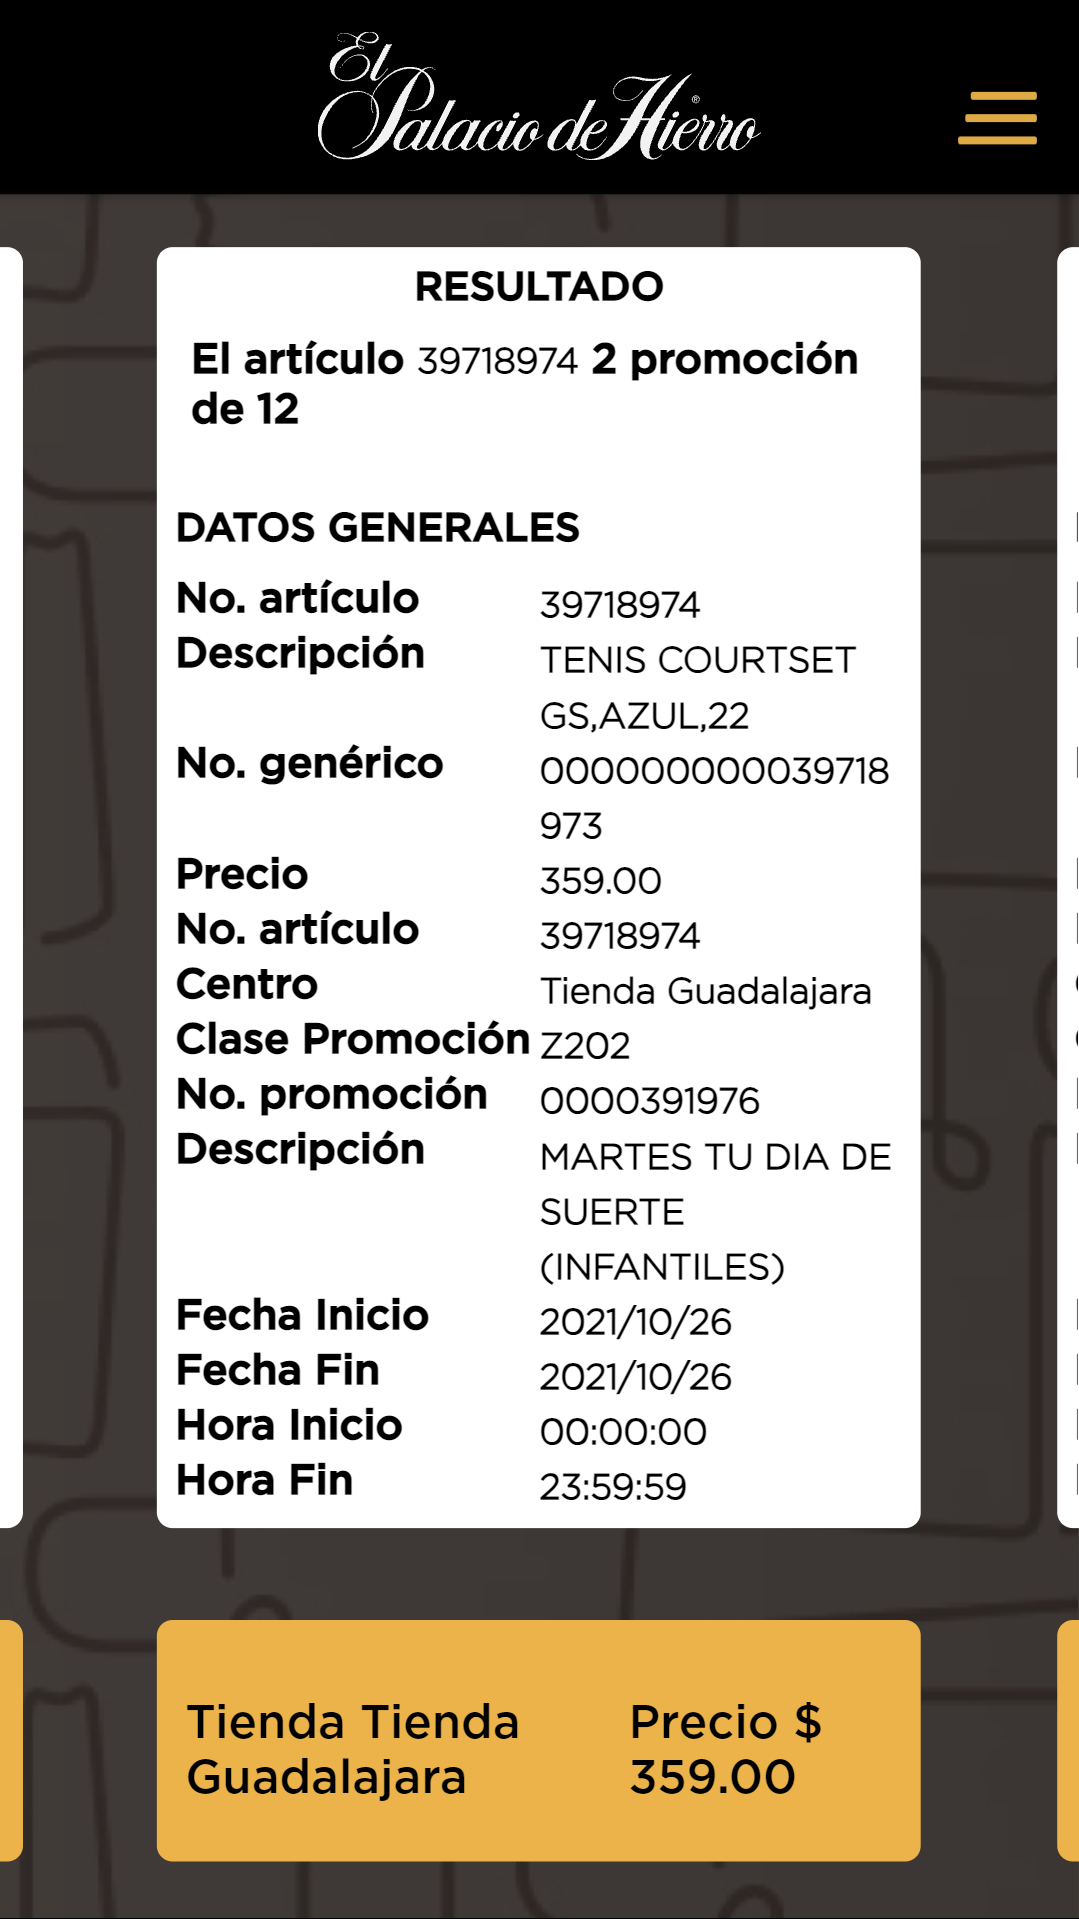 El
Palacio de Hierro®
RESULTADO
El artículo 39718974 2 promoción
de 12
DATOS GENERALES
No. artículo 39718974
Descripción TENIS COURTSET
GS,AZUL,22
No. genérico 000000000039718
973
Precio 359.00
No. artículo 39718974
Centro Tienda Guadalajara
Clase Promoción Z202
No. promoción 0000391976
Descripción MARTES TU DIA DE
SUERTE
(INFANTILES)
Fecha Inicio 2021/10/26
Fecha Fin 2021/10/26
Hora Inicio 00:00:00
Hora Fin 23:59:59
Tienda Tienda Precio $
Guadalajara 359.00